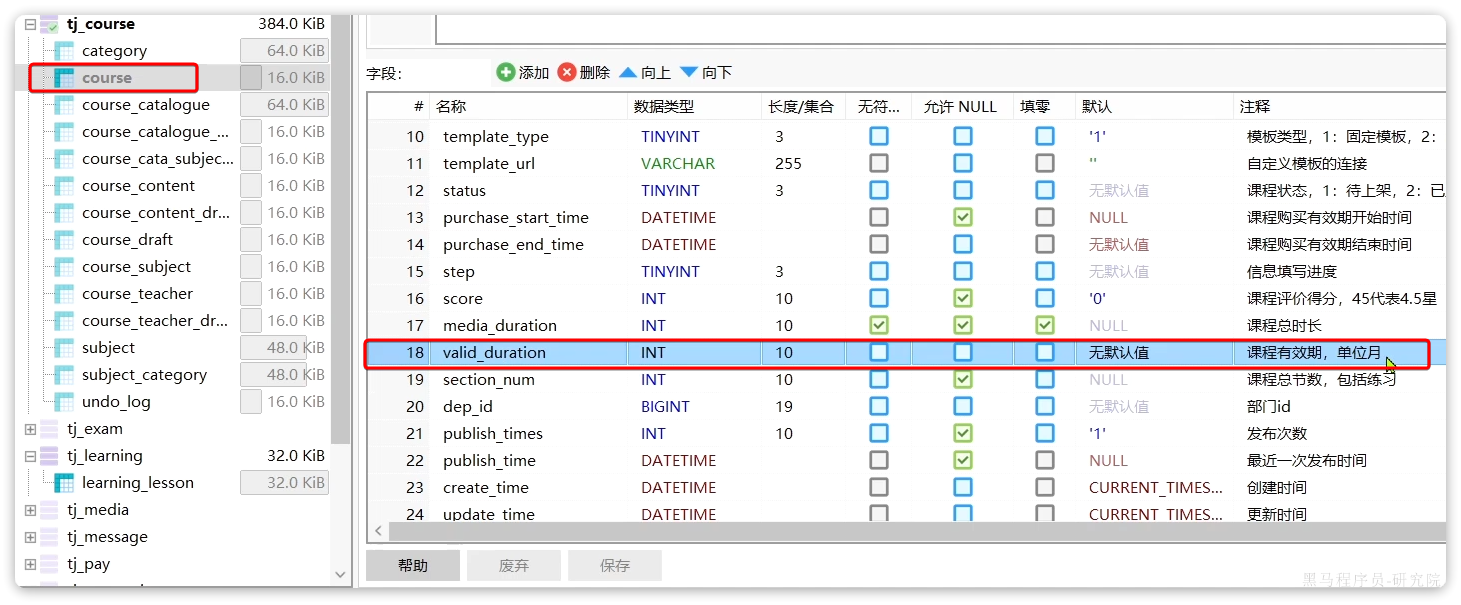 tj_course 384.0 KiB
category 64.0 KiB
course 16.0 KiB
course_catalogue 64.0 KiB
course_catalogue_... 16.0 KiB
course_cata_subjec... 16.0 KiB
course_content 16.0 KiB
course_content_dr... 16.0 KiB
course_draft 16.0 KiB
course_subject 16.0 KiB
course_teacher 16.0 KiB
course_teacher_dr... 16.0 KiB
subject 48.0 KiB
subject_category 48.0 KiB
undo_log 16.0 KiB
tj_exam
tj_learning 32.0 KiB
learning_lesson 32.0 KiB
tj_media
tj_message
tj_pay
字段: 添加 删除 向上 向下
# 名称 数据类型 长度/集合 无符... 允许 NULL 填零 默认 注释
10 template_type TINYINT 3 '1' 模板类型，1：固定模板，2：
11 template_url VARCHAR 255 '' 自定义模板的连接
12 status TINYINT 3 无默认值 课程状态，1：待上架，2：已
13 purchase_start_time DATETIME NULL 课程购买有效期开始时间
14 purchase_end_time DATETIME 无默认值 课程购买有效期结束时间
15 step TINYINT 3 无默认值 信息填写进度
16 score INT 10 '0' 课程评价得分，45代表4.5星
17 media_duration INT 10 NULL 课程总时长
18 valid_duration INT 10 无默认值 课程有效期，单位月
19 section_num INT 10 NULL 课程总节数，包括练习
20 dep_id BIGINT 19 无默认值 部门id
21 publish_times INT 10 '1' 发布次数
22 publish_time DATETIME NULL 最近一次发布时间
23 create_time DATETIME CURRENT_TIMES... 创建时间
24 update_time DATETIME CURRENT_TIMES... 更新时间
帮助 废弃 保存
黑马程序员-研究院